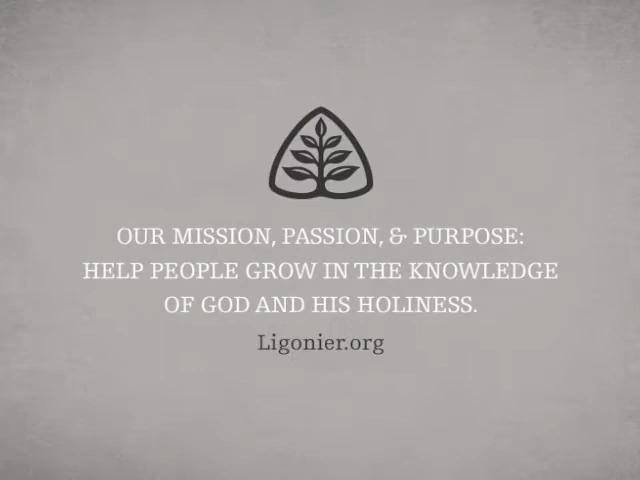 OUR MISSION, PASSION, & PURPOSE:
HELP PEOPLE GROW IN THE KNOWLEDGE
OF GOD AND HIS HOLINESS.
Ligonier.org